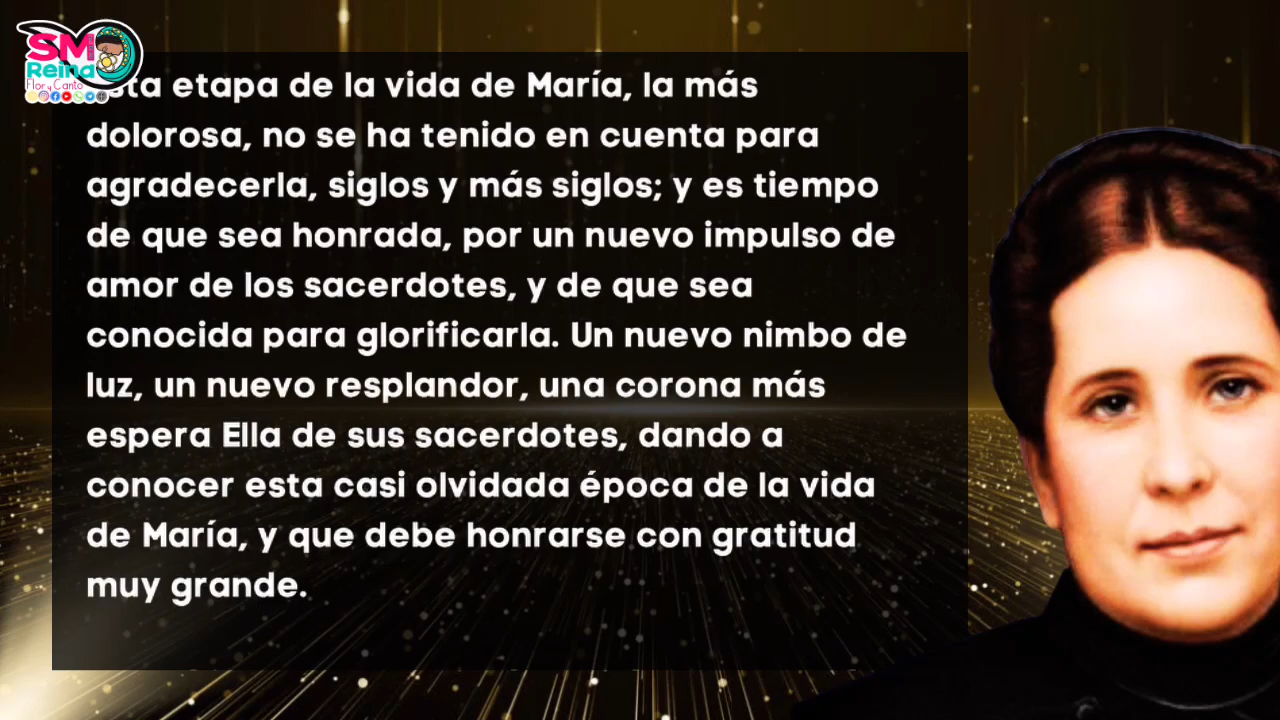 SM
Reina
Flor y Canto
Esta etapa de la vida de María, la más
dolorosa, no se ha tenido en cuenta para
agradecerla, siglos y más siglos; y es tiempo
de que sea honrada, por un nuevo impulso de
amor de los sacerdotes, y de que sea
conocida para glorificarla. Un nuevo nimbo de
luz, un nuevo resplandor, una corona más
espera Ella de sus sacerdotes, dando a
conocer esta casi olvidada época de la vida
de María, y que debe honrarse con gratitud
muy grande.